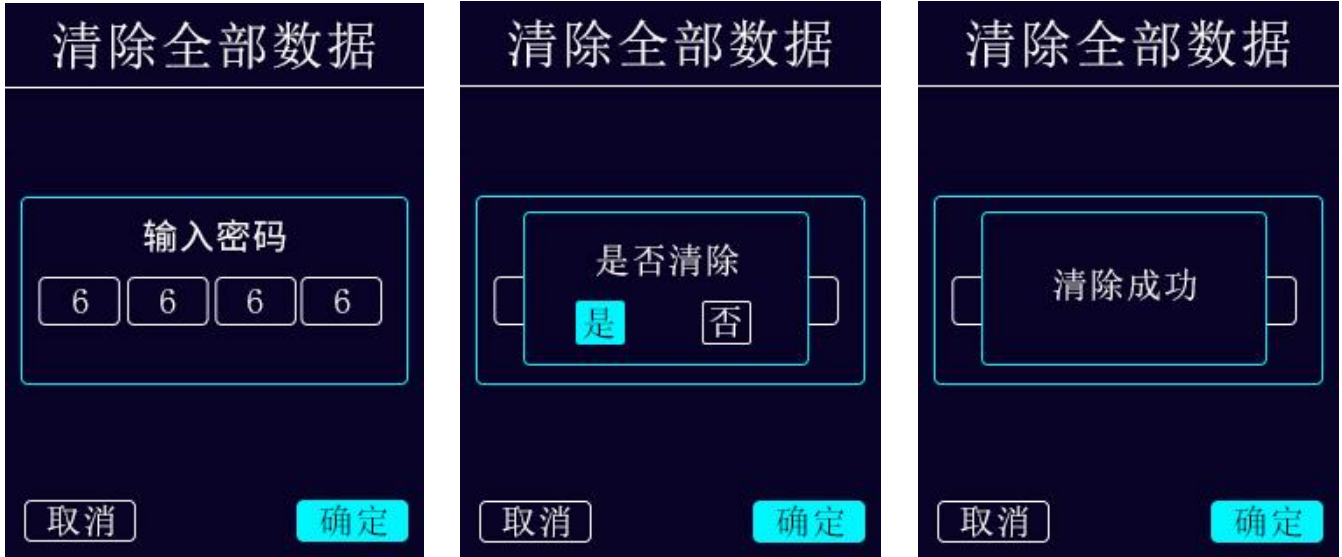 清除全部数据
输入密码
6 6 6 6
取消 确定
清除全部数据
是否清除
是 否
取消 确定
清除全部数据
清除成功
取消 确定